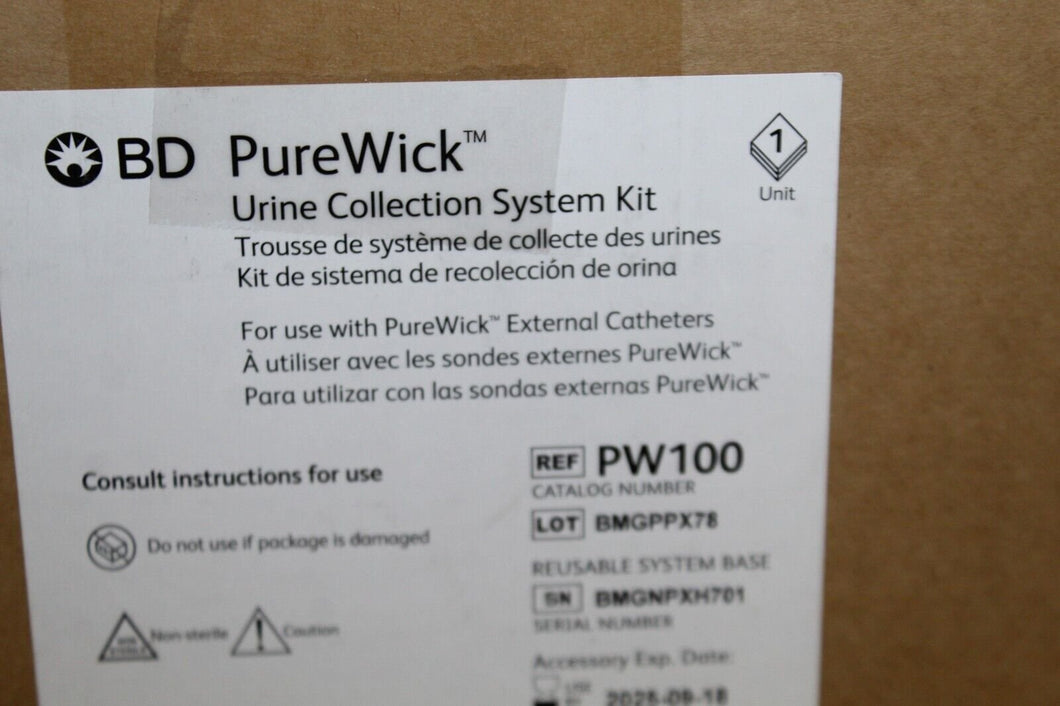 BD PureWick™
Urine Collection System Kit
Trousse de système de collecte des urines
Kit de sistema de recolección de orina
1
Unit
For use with PureWick™ External Catheters
À utiliser avec les sondes externes PureWick™
Para utilizar con las sondas externas PureWick™
Consult instructions for use
Do not use if package is damaged
NON STERILE Non-sterile Caution
REF PW100
CATALOG NUMBER
LOT BMGPPX78
REUSABLE SYSTEM BASE
SN BMGNPXH701
SERIAL NUMBER
Accessory Exp. Date: